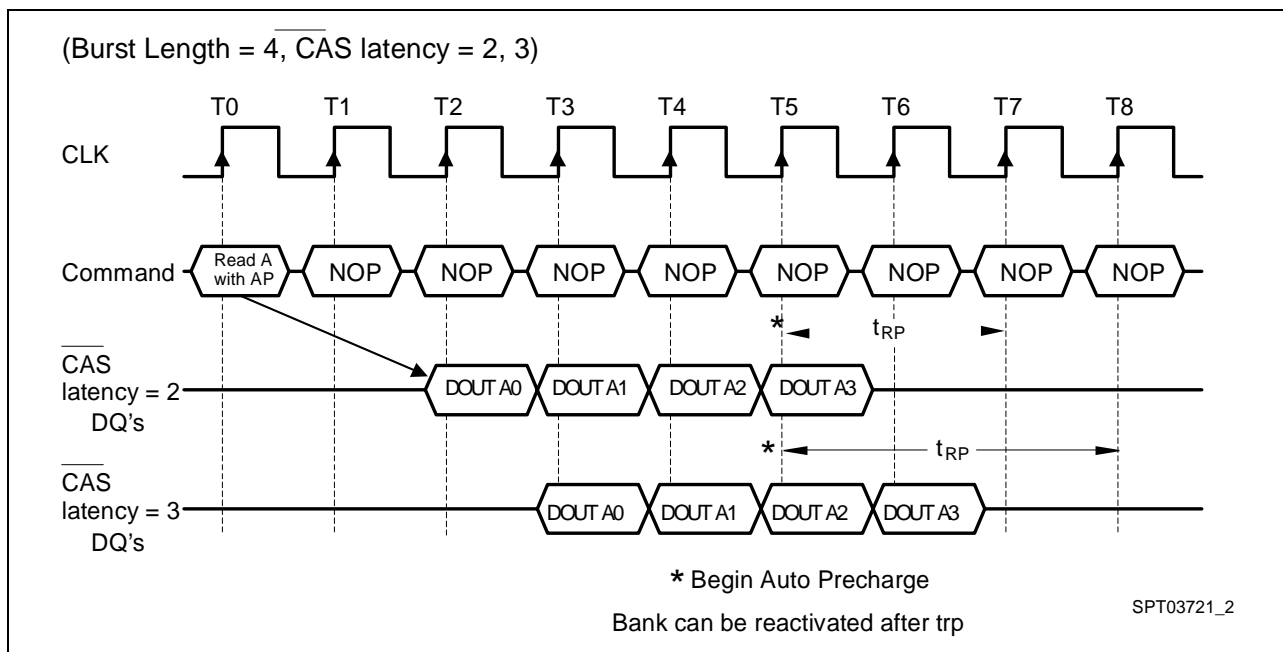 (Burst Length = 4, CAS latency = 2, 3)
T0 T1 T2 T3 T4 T5 T6 T7 T8
CLK
Command Read A with AP NOP NOP NOP NOP NOP NOP NOP NOP
* tRP
CAS
latency = 2
DQ's
DOUT A0 DOUT A1 DOUT A2 DOUT A3
* tRP
CAS
latency = 3
DQ's
DOUT A0 DOUT A1 DOUT A2 DOUT A3
* Begin Auto Precharge
Bank can be reactivated after trp
SPT03721_2